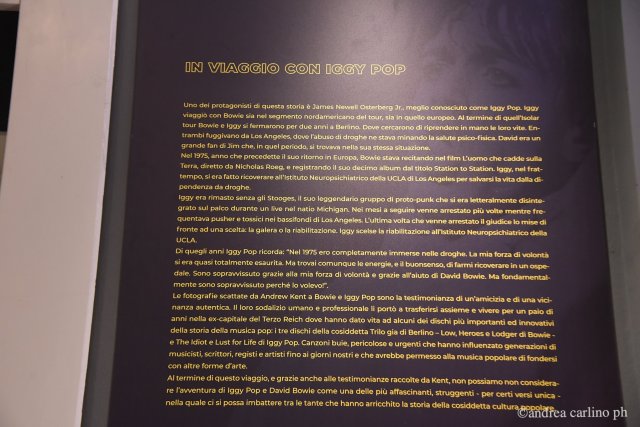 IN VIAGGIO CON IGGY POP
Uno dei protagonisti di questa storia è James Newell Osterberg Jr., meglio conosciuto come Iggy Pop. Iggy
viaggiò con Bowie sia nel segmento nordamericano del tour, sia in quello europeo. Al termine di quell'Isolar
tour Bowie e Iggy si fermarono per due anni a Berlino. Dove cercarono di riprendere in mano le loro vite. En-
trambi fuggivano da Los Angeles, dove l'abuso di droghe ne stava minando la salute psico-fisica. David era un
grande fan di Jim che, in quel periodo, si trovava nella sua stessa situazione.
Nel 1975, anno che precedette il suo ritorno in Europa, Bowie stava recitando nel film L'uomo che cadde sulla
Terra, diretto da Nicholas Roeg, e registrando il suo decimo album dal titolo Station to Station. Iggy, nel frat-
tempo, si era fatto ricoverare all'Istituto Neuropsichiatrico della UCLA di Los Angeles per salvarsi la vita dalla di-
pendenza da droghe.
Iggy era rimasto senza gli Stooges, il suo leggendario gruppo di proto-punk che si era letteralmente disinte-
grato sul palco durante un live nel natio Michigan. Nei mesi a seguire venne arrestato più volte mentre fre-
quentava pusher e tossici nei bassifondi di Los Angeles. L'ultima volta che venne arrestato il giudice lo mise di
fronte ad una scelta: la galera o la riabilitazione. Iggy scelse la riabilitazione all'Istituto Neuropsichiatrico della
UCLA.
Di quegli anni Iggy Pop ricorda: "Nel 1975 ero completamente immerse nelle droghe. La mia forza di volontà
si era quasi totalmente esaurita. Ma trovai comunque le energie, e il buonsenso, di farmi ricoverare in un ospe-
dale. Sono sopravvissuto grazie alla mia forza di volontà e grazie all'aiuto di David Bowie. Ma fondamental-
mente sono sopravvissuto perché lo volevo!".
Le fotografie scattate da Andrew Kent a Bowie e Iggy Pop sono la testimonianza di un'amicizia e di una vici-
nanza autentica. Il loro sodalizio umano e professionale li portò a trasferirsi assieme e vivere per un paio di
anni nella ex-capitale del Terzo Reich dove hanno dato vita ad alcuni dei dischi più importanti ed innovativi
della storia della musica pop: i tre dischi della cosiddetta Trilo gia di Berlino – Low, Heroes e Lodger di Bowie -
e The Idiot e Lust for Life di Iggy Pop. Canzoni buie, pericolose e urgenti che hanno influenzato generazioni di
musicisti, scrittori, registi e artisti fino ai giorni nostri e che avrebbe permesso alla musica popolare di fondersi
con altre forme d'arte.
Al termine di questo viaggio, e grazie anche alle testimonianze raccolte da Kent, non possiamo non considera-
re l'avventura di Iggy Pop e David Bowie come una delle più affascinanti, struggenti - per certi versi unica -
nella quale ci si possa imbattere tra le tante che hanno arricchito la storia della cosiddetta cultura popolare.
©andrea carlino ph